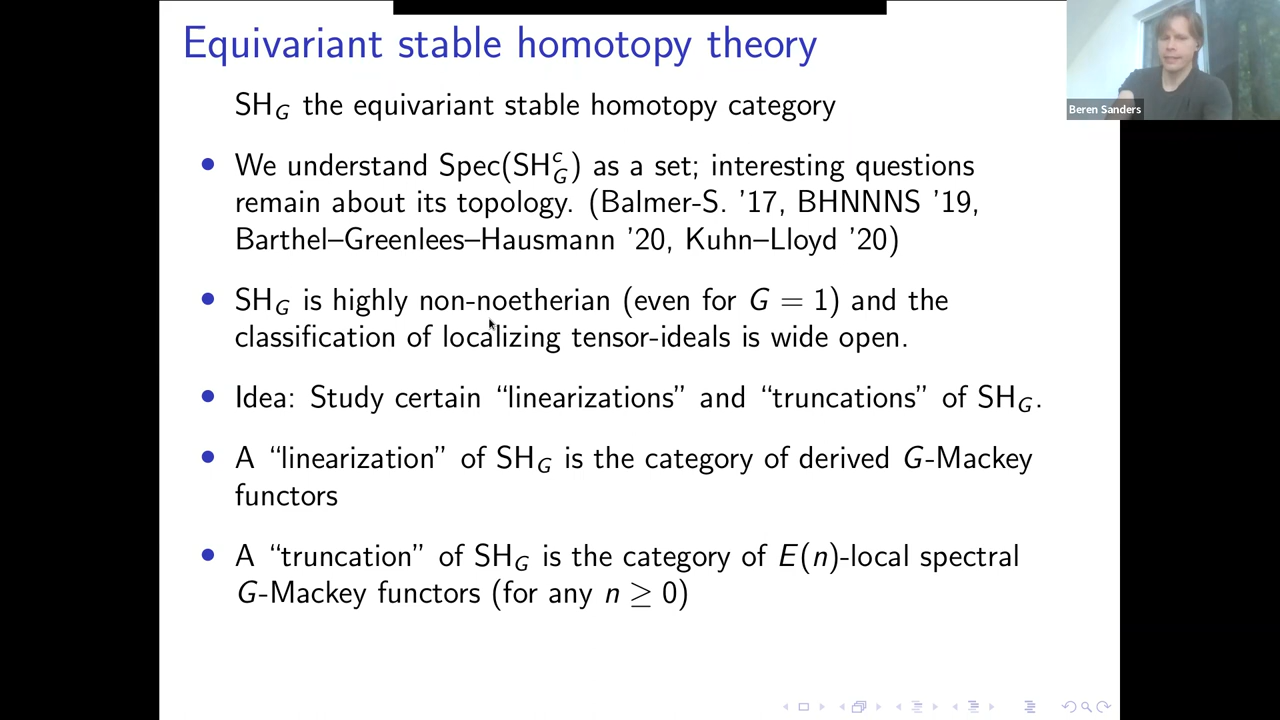 Equivariant stable homotopy theory
Beren Sanders
SH_G the equivariant stable homotopy category
• We understand Spec(SH_G^c) as a set; interesting questions
remain about its topology. (Balmer-S. '17, BHNNNS '19,
Barthel–Greenlees–Hausmann '20, Kuhn–Lloyd '20)
• SH_G is highly non-noetherian (even for G = 1) and the
classification of localizing tensor-ideals is wide open.
• Idea: Study certain “linearizations” and “truncations” of SH_G.
• A “linearization” of SH_G is the category of derived G-Mackey
functors
• A “truncation” of SH_G is the category of E(n)-local spectral
G-Mackey functors (for any n ≥ 0)